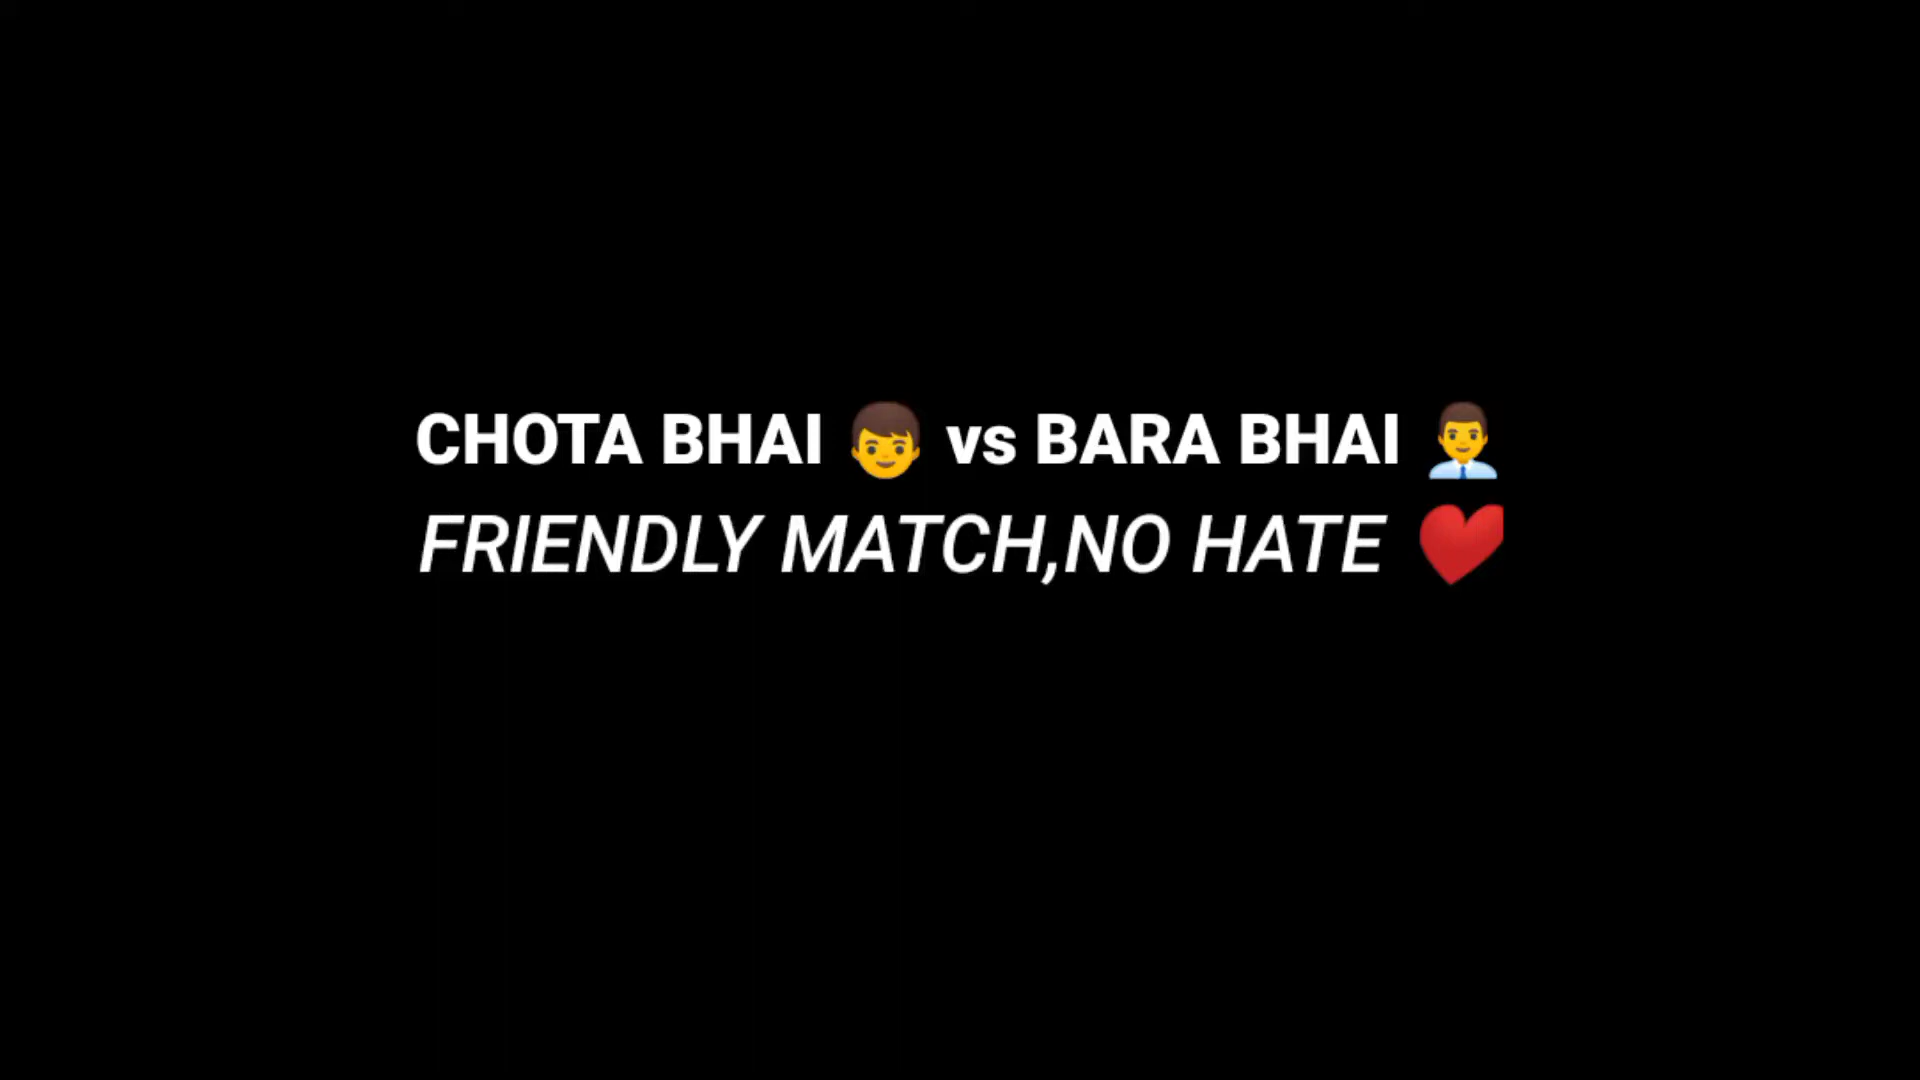 CHOTA BHAI 👦 vs BARA BHAI 👨‍💼
FRIENDLY MATCH,NO HATE ❤️